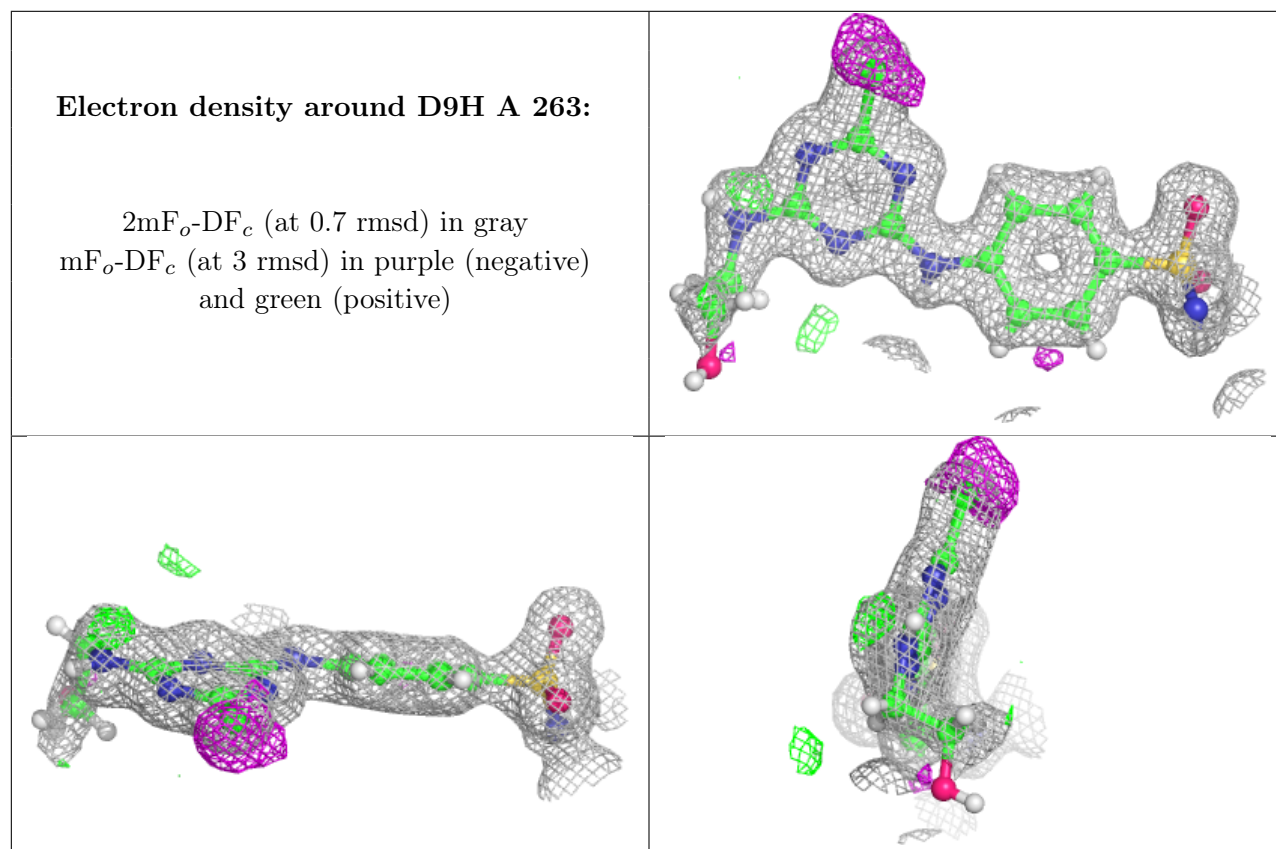 Electron density around D9H A 263:
2mFo-DFc (at 0.7 rmsd) in gray
mFo-DFc (at 3 rmsd) in purple (negative)
and green (positive)